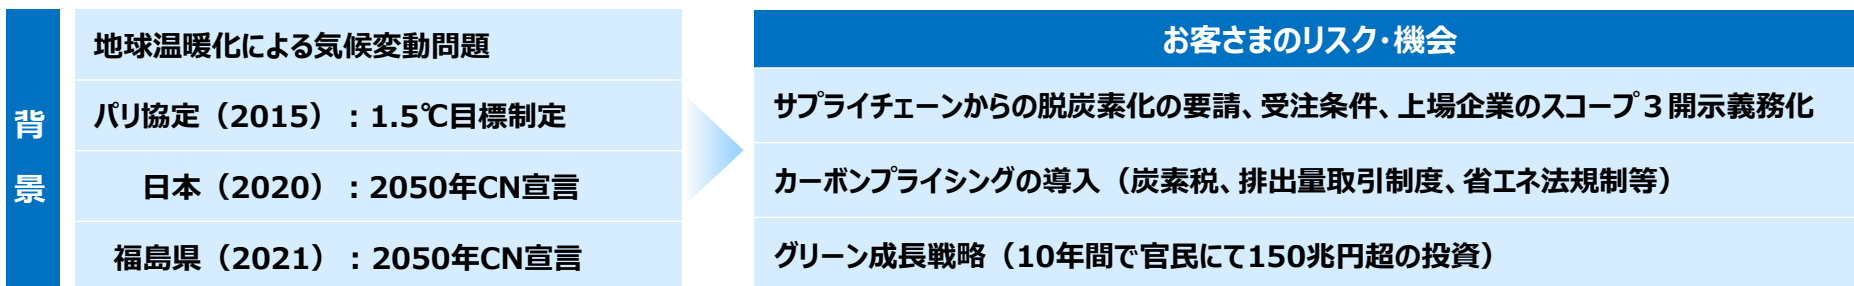 背景
地球温暖化による気候変動問題
パリ協定（2015）：1.5℃目標制定
日本（2020）：2050年CN宣言
福島県（2021）：2050年CN宣言
お客さまのリスク・機会
サプライチェーンからの脱炭素化の要請、受注条件、上場企業のスコープ３開示義務化
カーボンプライシングの導入（炭素税、排出量取引制度、省エネ法規制等）
グリーン成長戦略（10年間で官民にて150兆円超の投資）